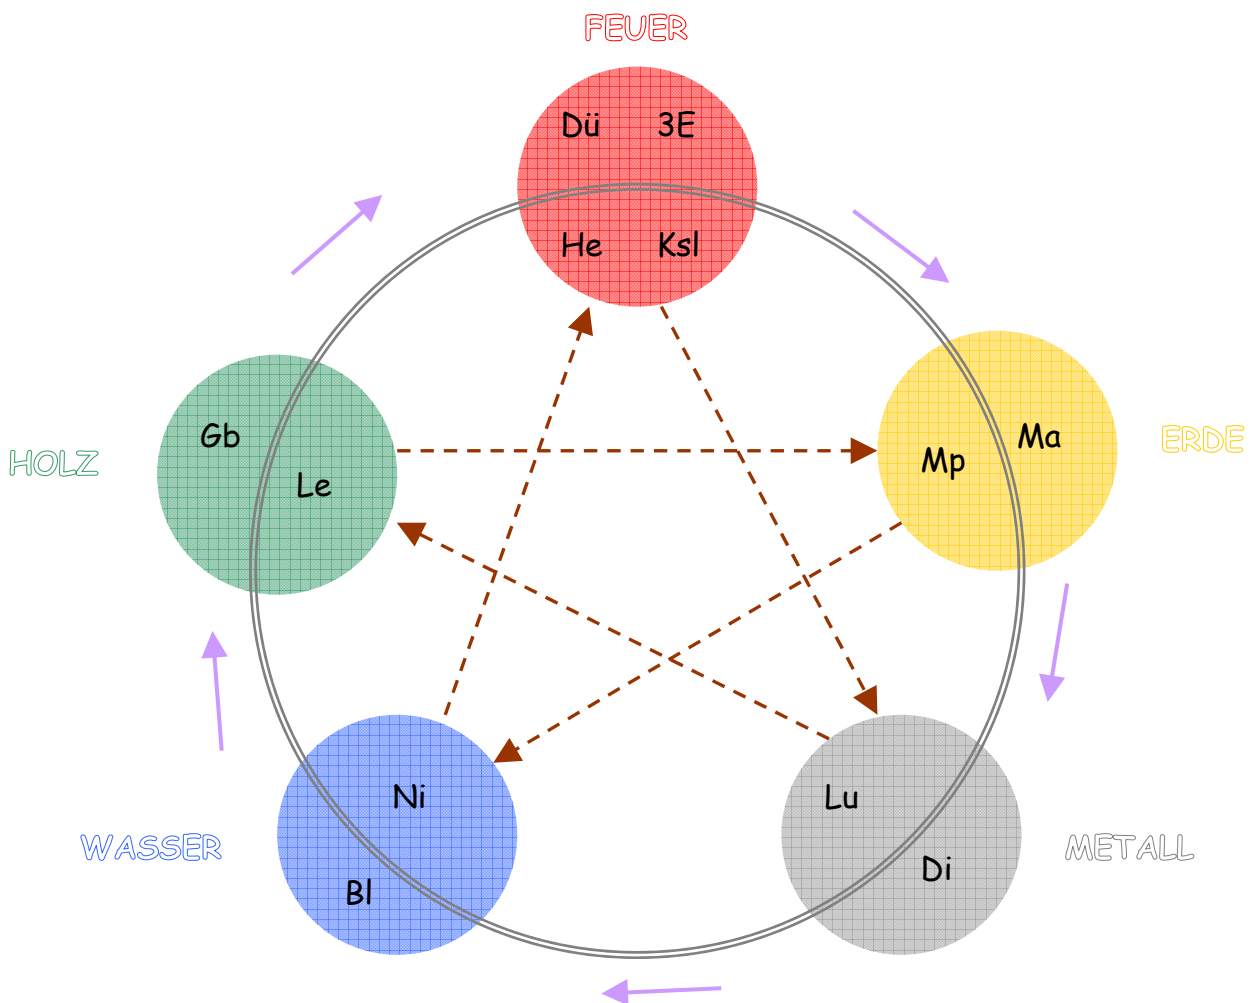 FEUER
Dü 3E
He Ksl
Gb
Le
HOLZ
Ma
Mp
ERDE
Ni
Bl
WASSER
Lu
Di
METALL